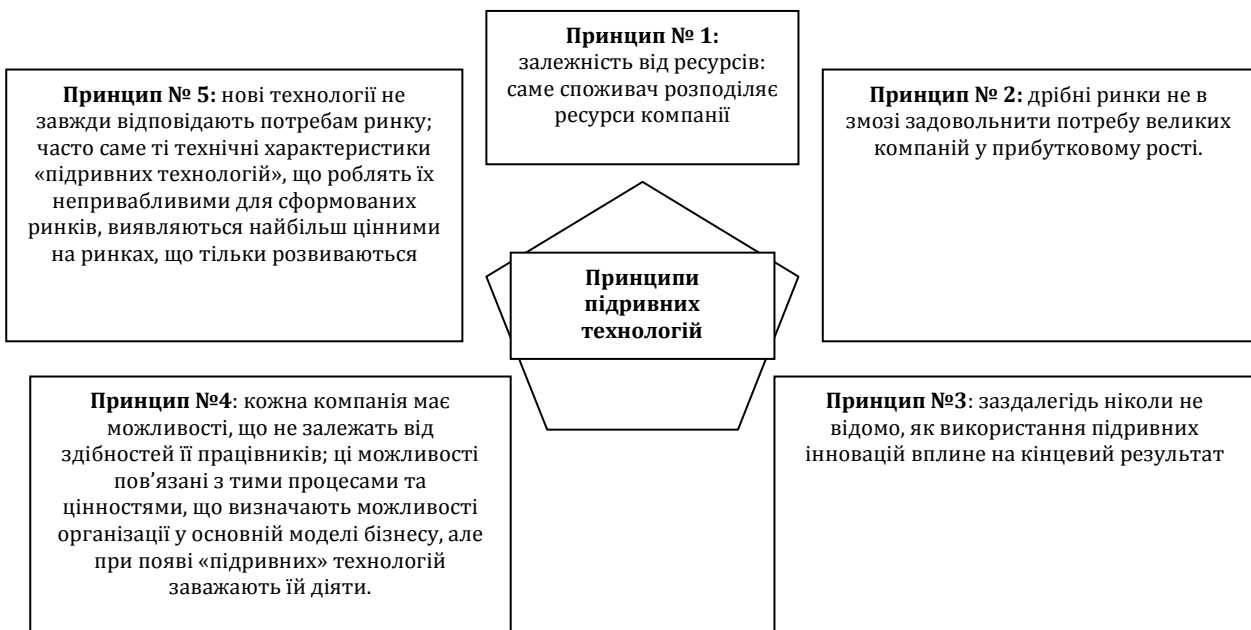 Принцип № 1:
залежність від ресурсів:
саме споживач розподіляє
ресурси компанії
Принцип № 5: нові технології не
завжди відповідають потребам ринку;
часто саме ті технічні характеристики
«підривних технологій», що роблять їх
непривабливими для сформованих
ринків, виявляються найбільш цінними
на ринках, що тільки розвиваються
Принцип № 2: дрібні ринки не в
змозі задовольнити потребу великих
компаній у прибутковому рості.
Принципи
підривних
технологій
Принцип №4: кожна компанія має
можливості, що не залежать від
здібностей її працівників; ці можливості
пов’язані з тими процесами та
цінностями, що визначають можливості
організації у основній моделі бізнесу, але
при появі «підривних» технологій
заважають їй діяти.
Принцип №3: заздалегідь ніколи не
відомо, як використання підривних
інновацій вплине на кінцевий результат